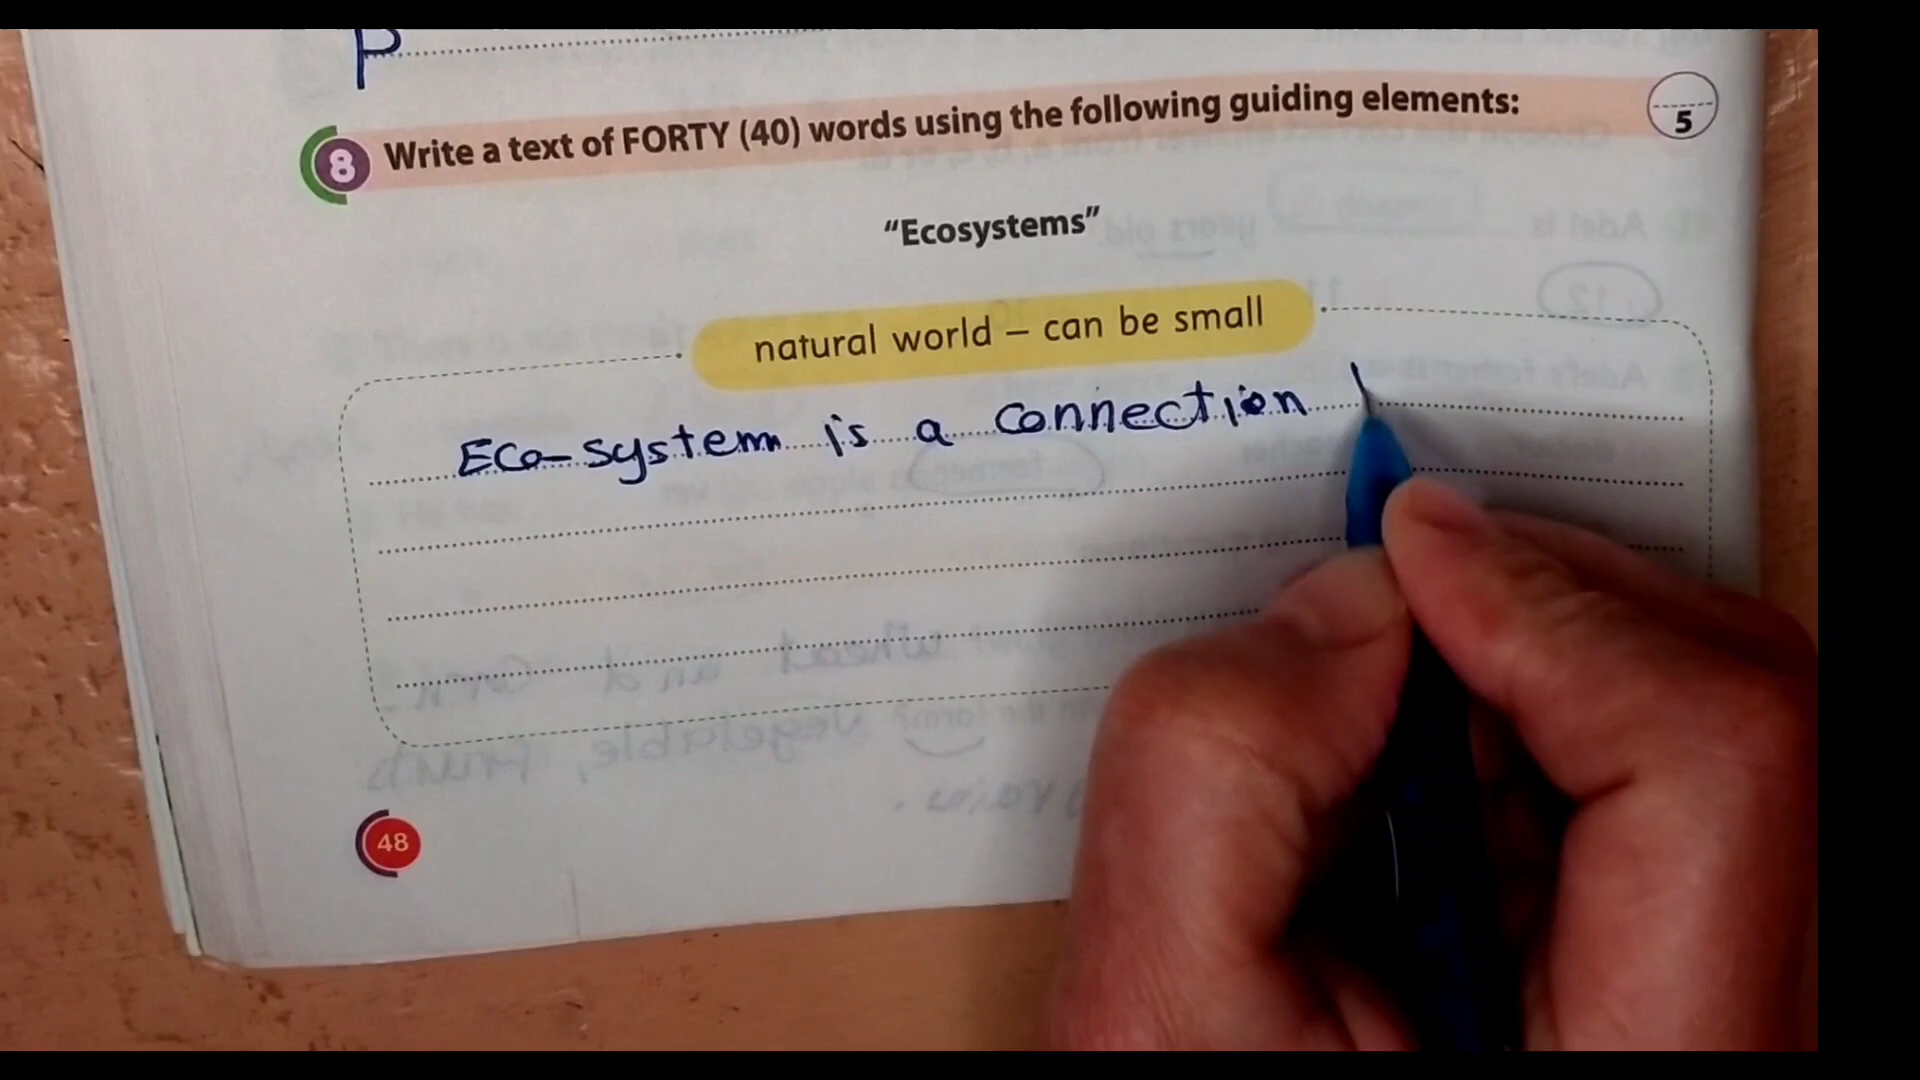 P
8 Write a text of FORTY (40) words using the following guiding elements:
5
“Ecosystems”
natural world – can be small
Eco-system is a connection
48